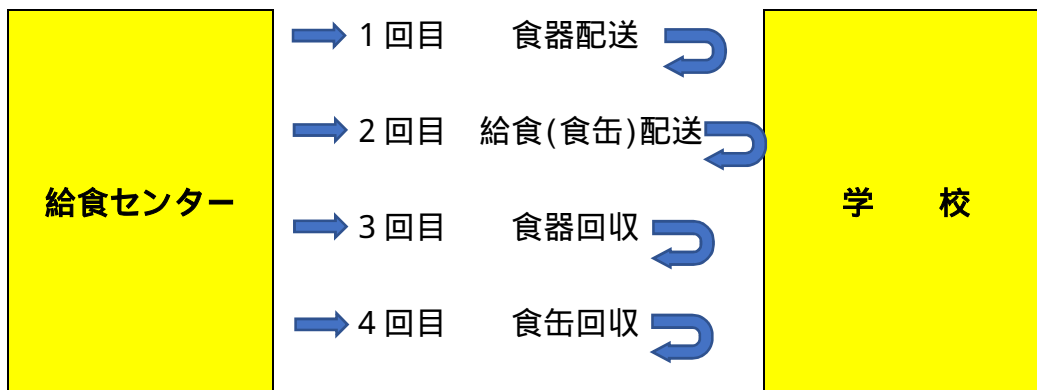 1回目 食器配送
2回目 給食(食缶)配送
給食センター
学 校
3回目 食器回収
4回目 食缶回収